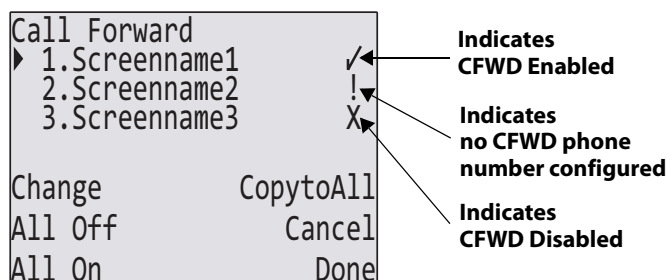 Call Forward
1.Screenname1 ✓
2.Screenname2 !
3.Screenname3 X
Change CopytoAll
All Off Cancel
All On Done
Indicates
CFWD Enabled
Indicates
no CFWD phone
number configured
Indicates
CFWD Disabled